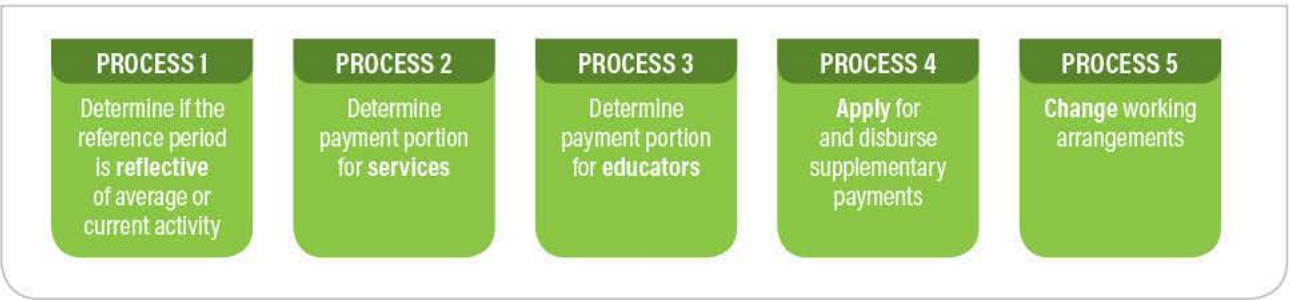 PROCESS 1
Determine if the
reference period
is reflective
of average or
current activity
PROCESS 2
Determine
payment portion
for services
PROCESS 3
Determine
payment portion
for educators
PROCESS 4
Apply for
and disburse
supplementary
payments
PROCESS 5
Change working
arrangements